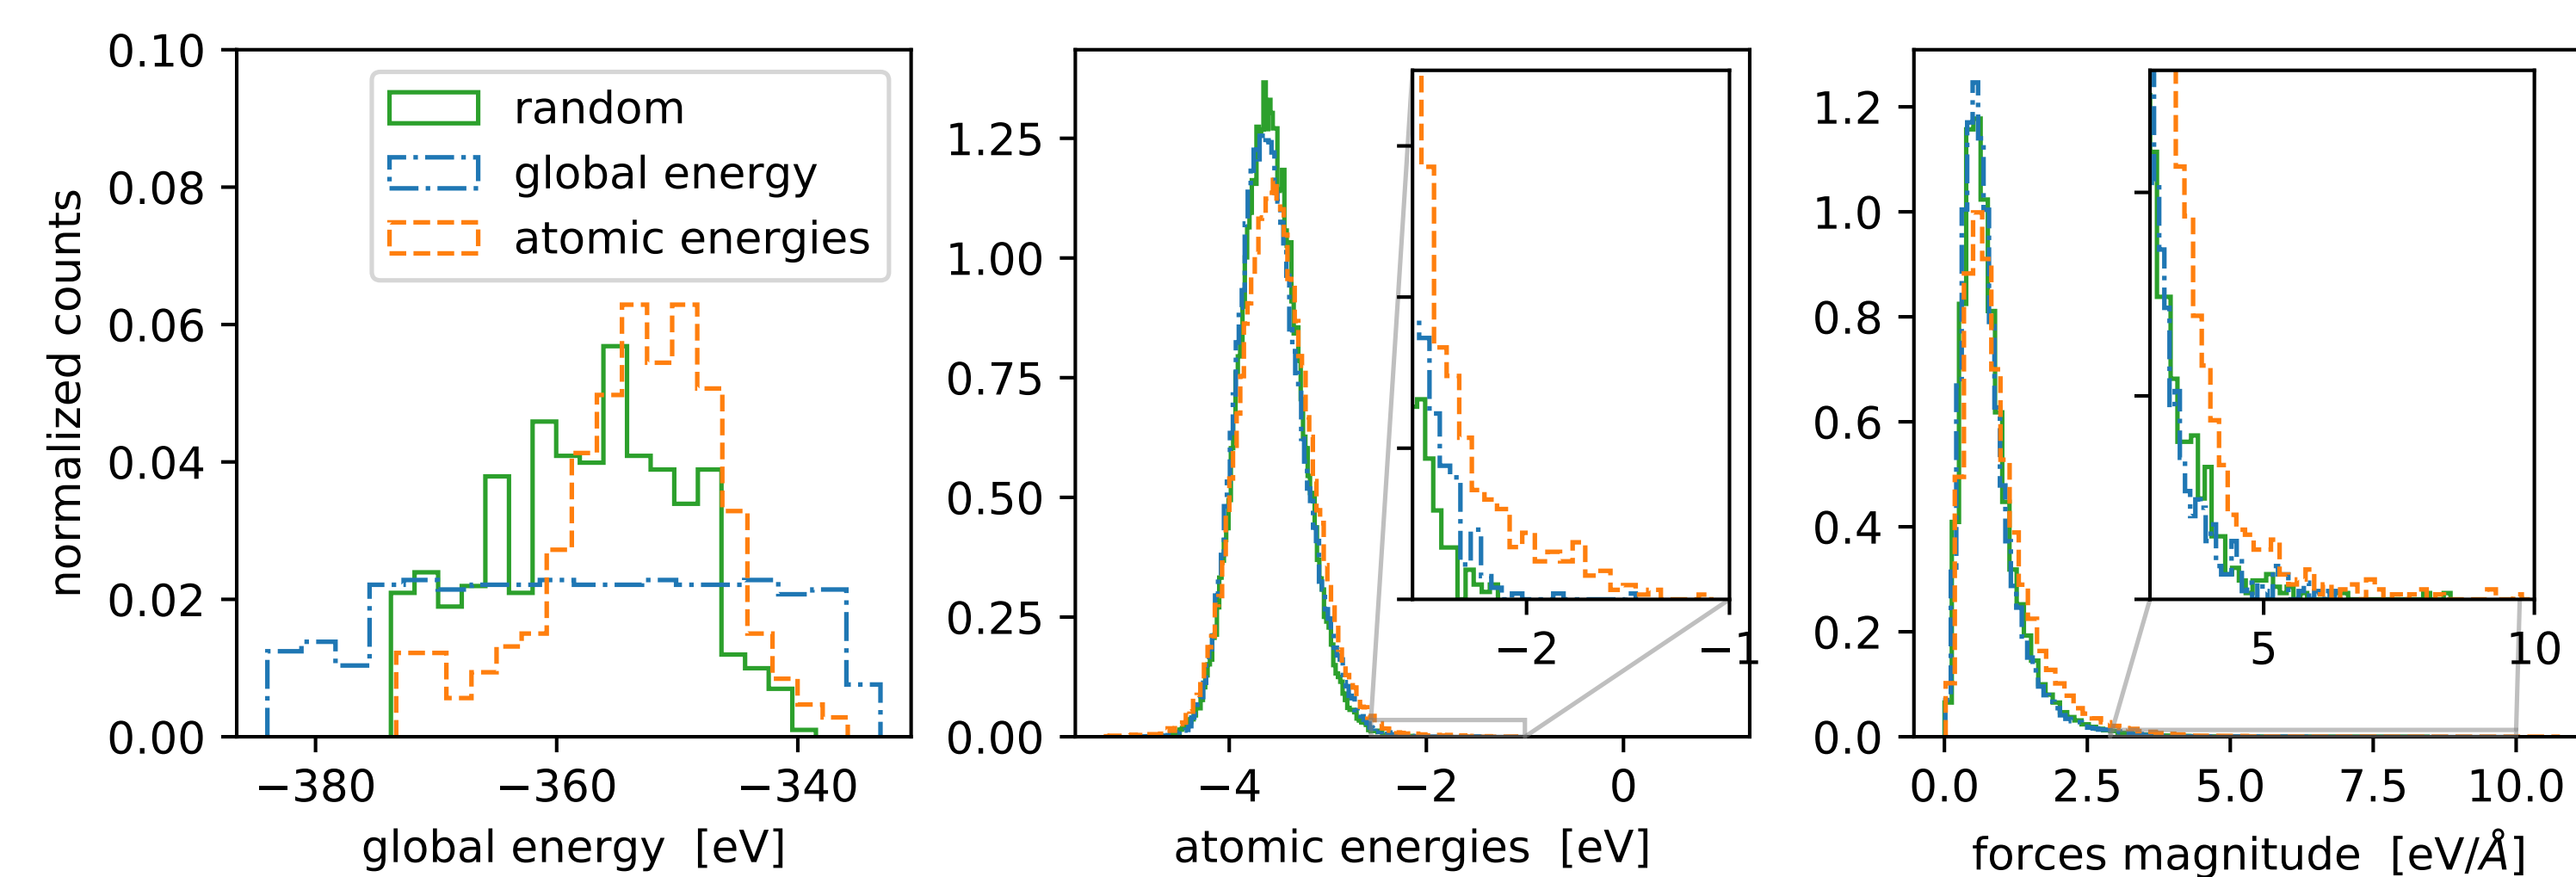 normalized counts
0.10
0.08
0.06
0.04
0.02
0.00
random
global energy
atomic energies
−380 −360 −340
global energy [eV]
1.25
1.00
0.75
0.50
0.25
0.00
−2 −1
−4 −2 0
atomic energies [eV]
1.2
1.0
0.8
0.6
0.4
0.2
0.0
5 10
0.0 2.5 5.0 7.5 10.0
forces magnitude [eV/Å]